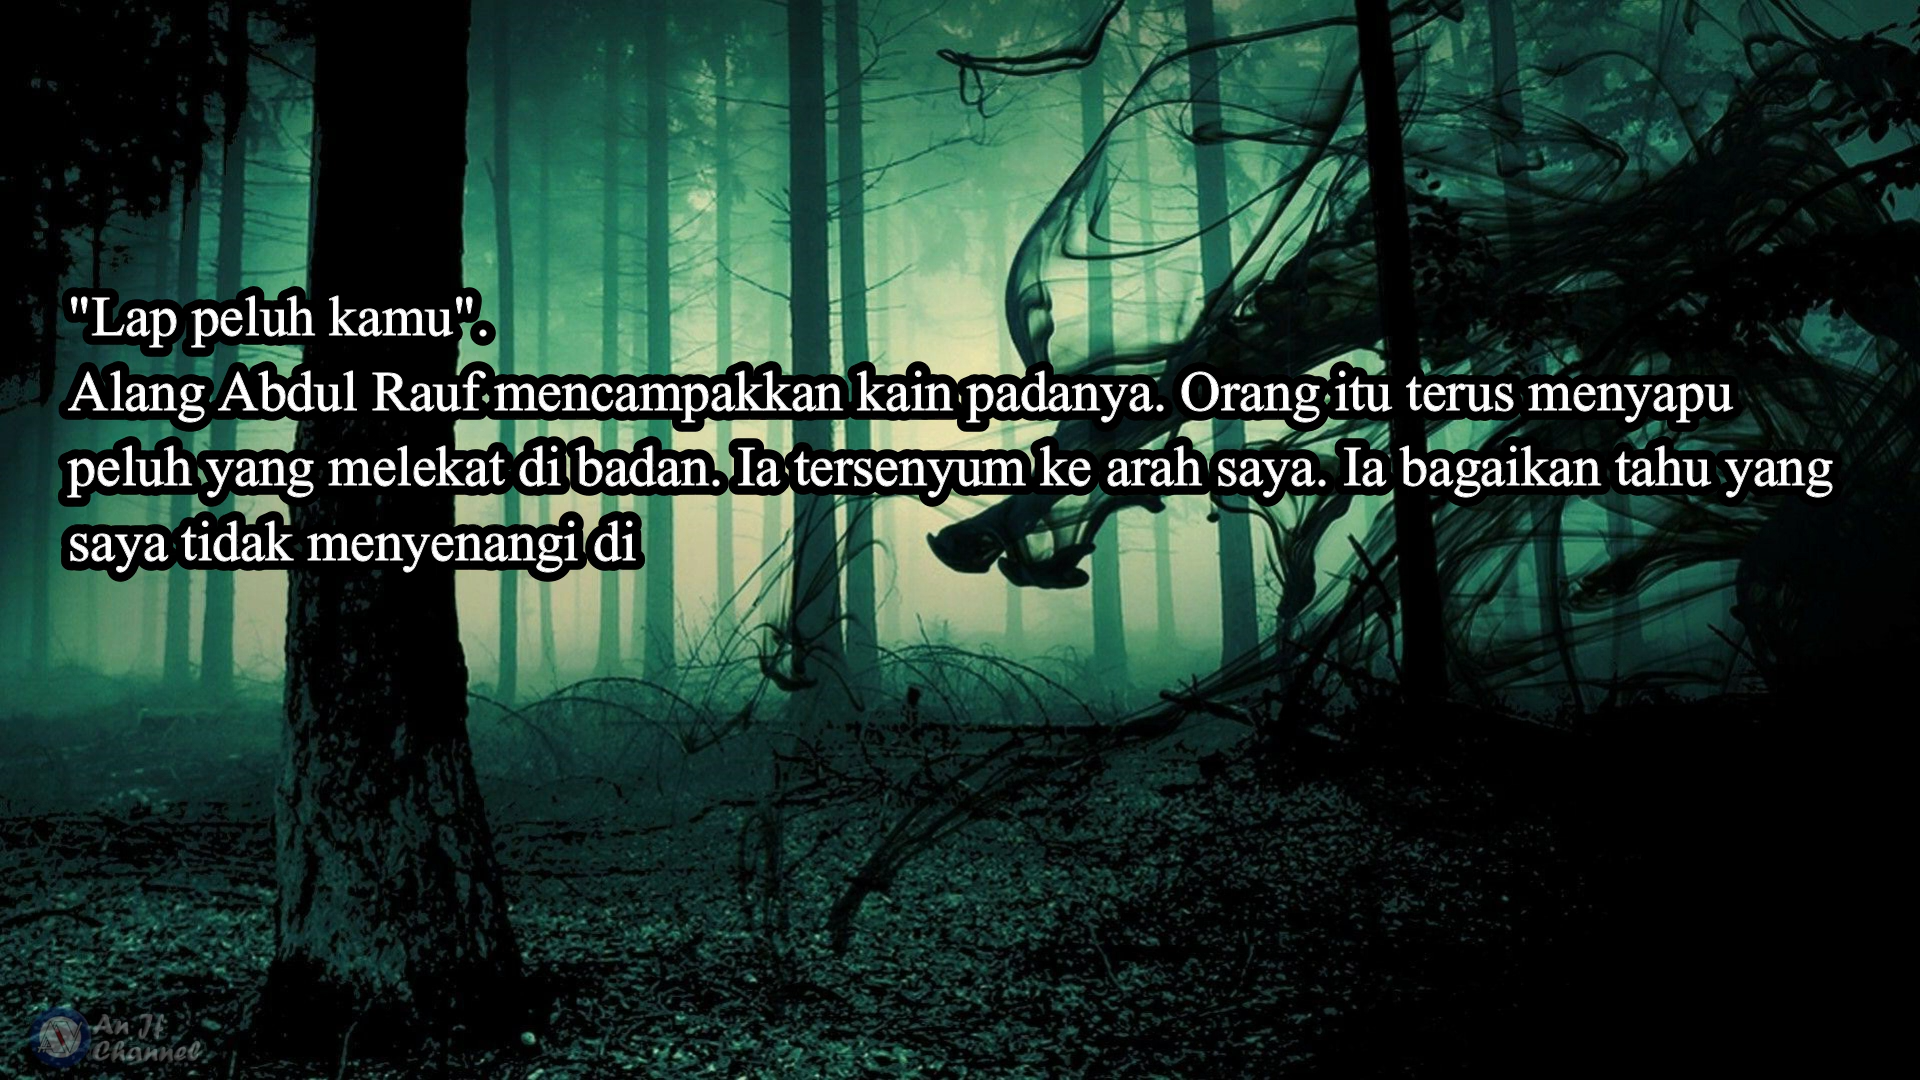 "Lap peluh kamu".
Alang Abdul Rauf mencampakkan kain padanya. Orang itu terus menyapu
peluh yang melekat di badan. Ia tersenyum ke arah saya. Ia bagaikan tahu yang
saya tidak menyenangi di
An Jf
Channel